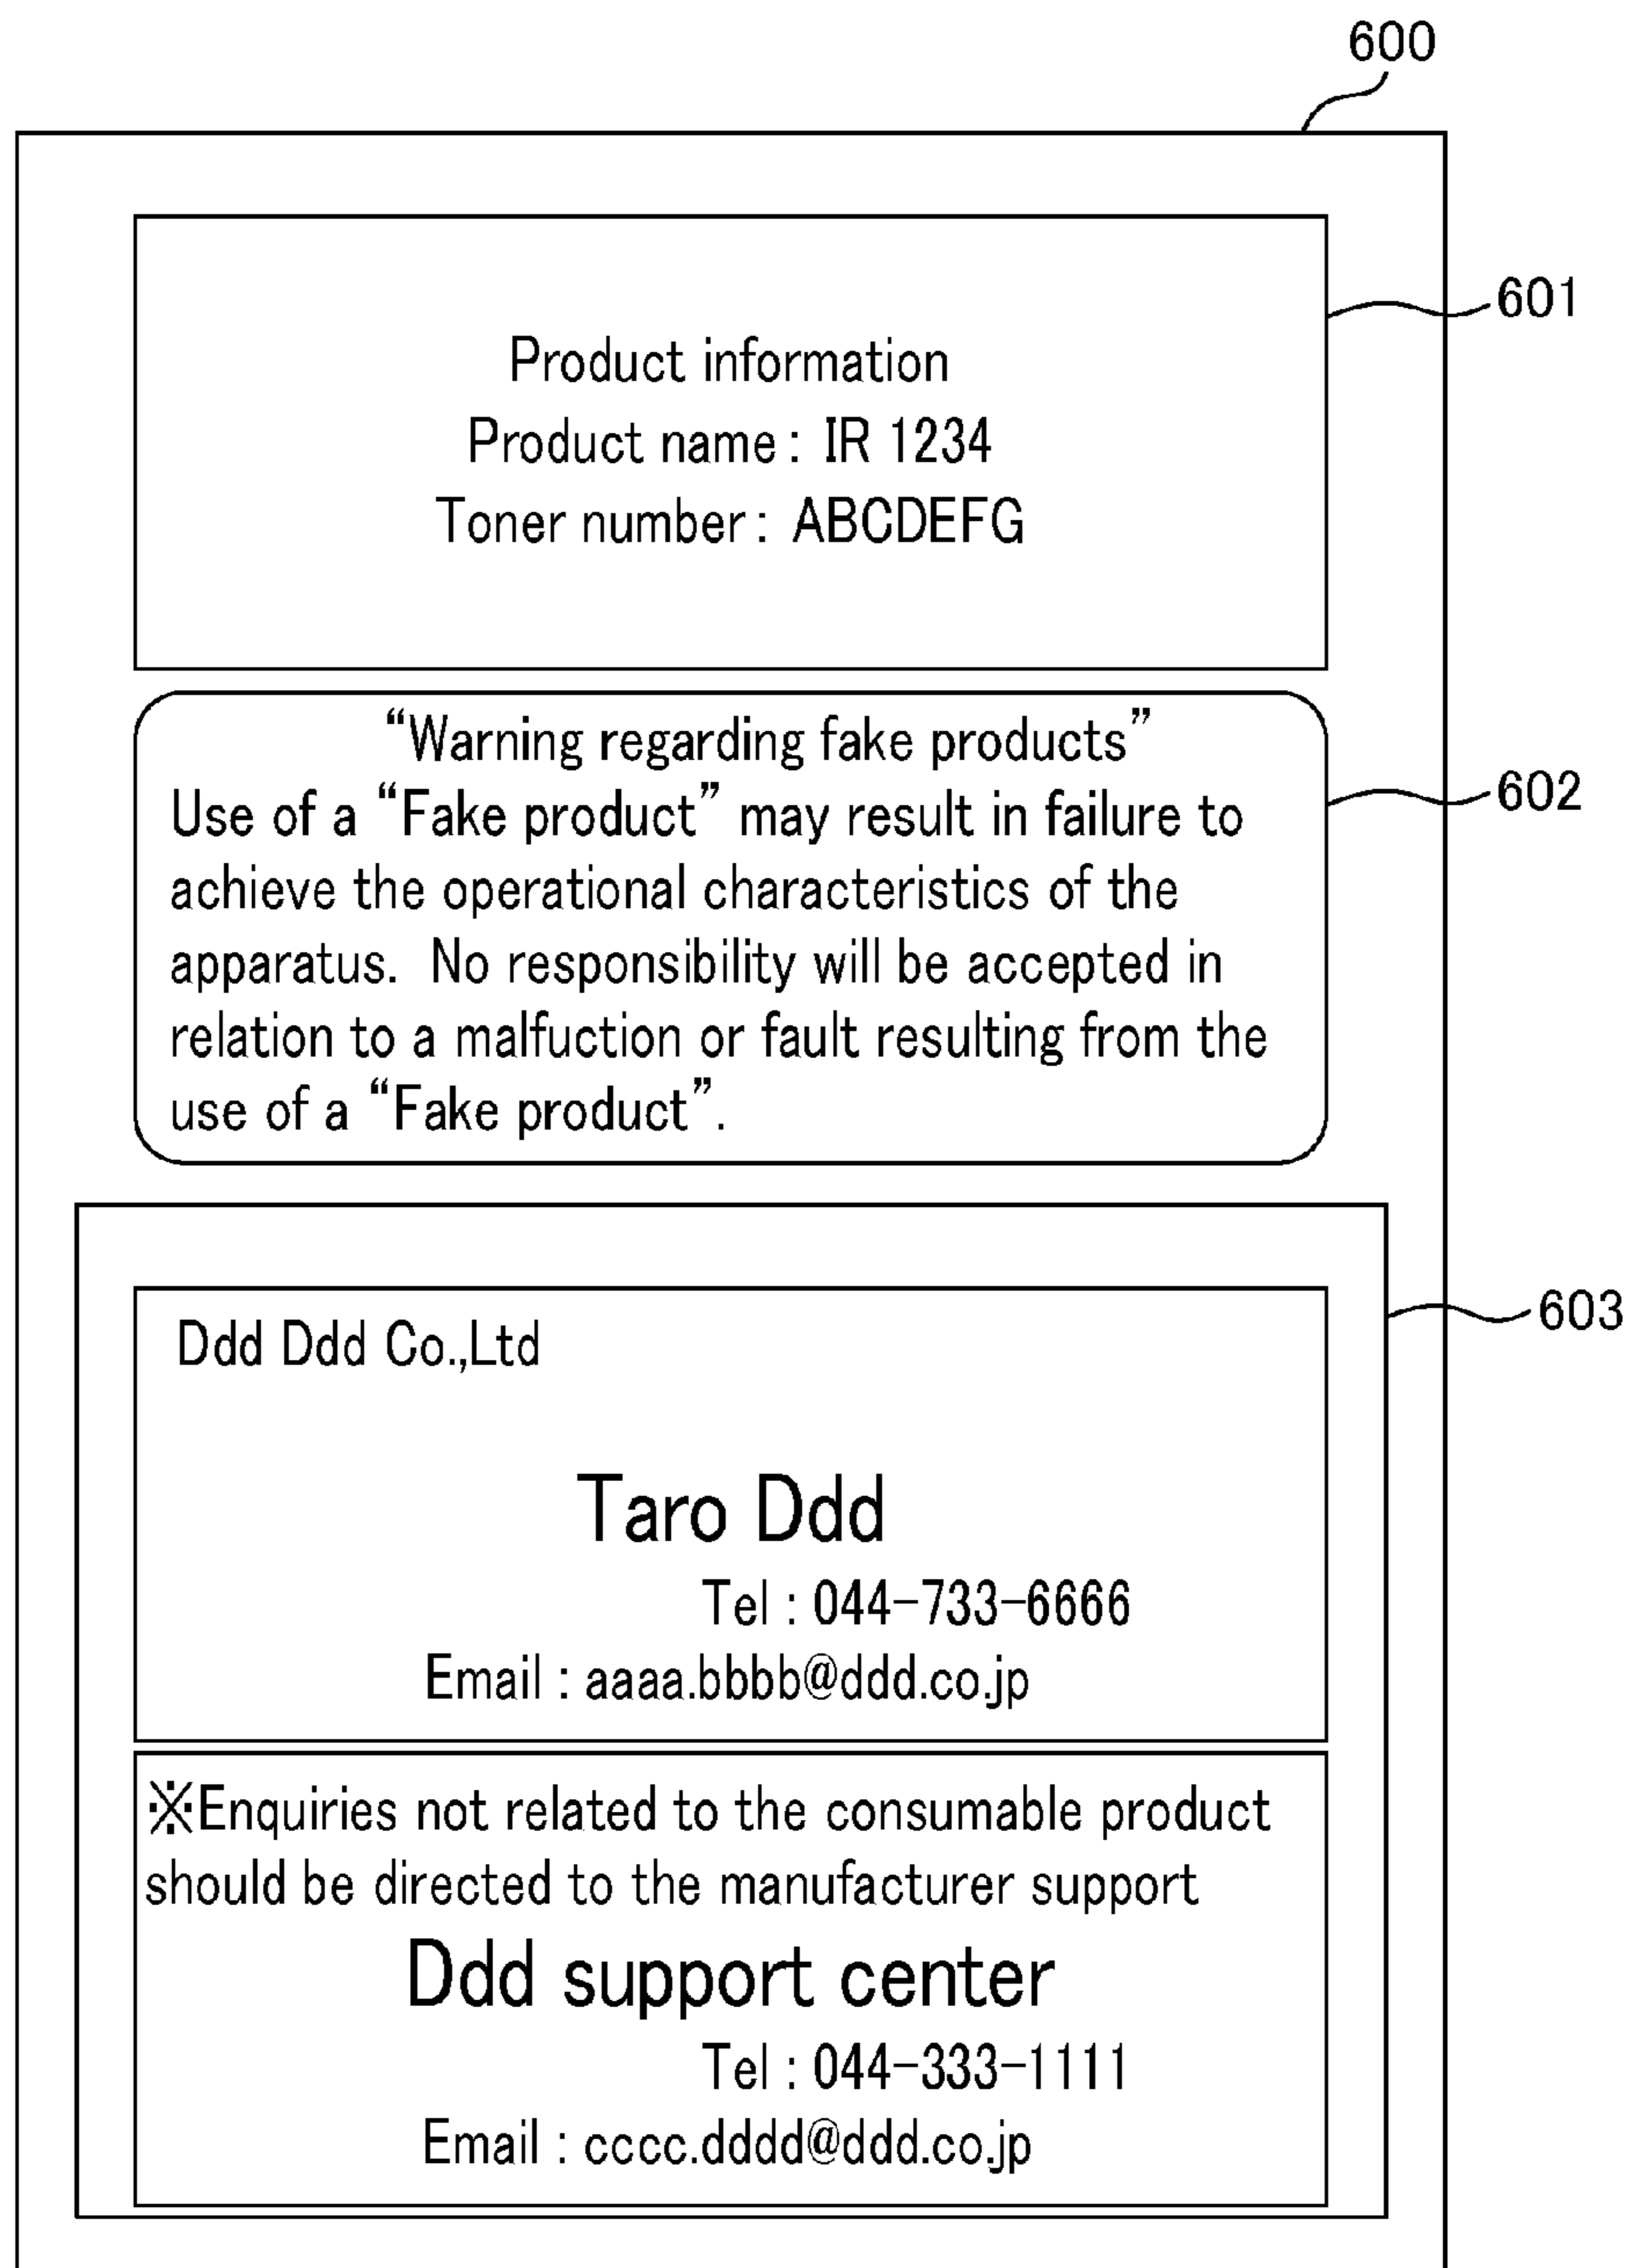 600
601
Product information
Product name : IR 1234
Toner number : ABCDEFG
602
“Warning regarding fake products”
Use of a “Fake product” may result in failure to
achieve the operational characteristics of the
apparatus. No responsibility will be accepted in
relation to a malfuction or fault resulting from the
use of a “Fake product”.
603
Ddd Ddd Co.,Ltd
Taro Ddd
Tel : 044-733-6666
Email : aaaa.bbbb@ddd.co.jp
※Enquiries not related to the consumable product
should be directed to the manufacturer support
Ddd support center
Tel : 044-333-1111
Email : cccc.dddd@ddd.co.jp